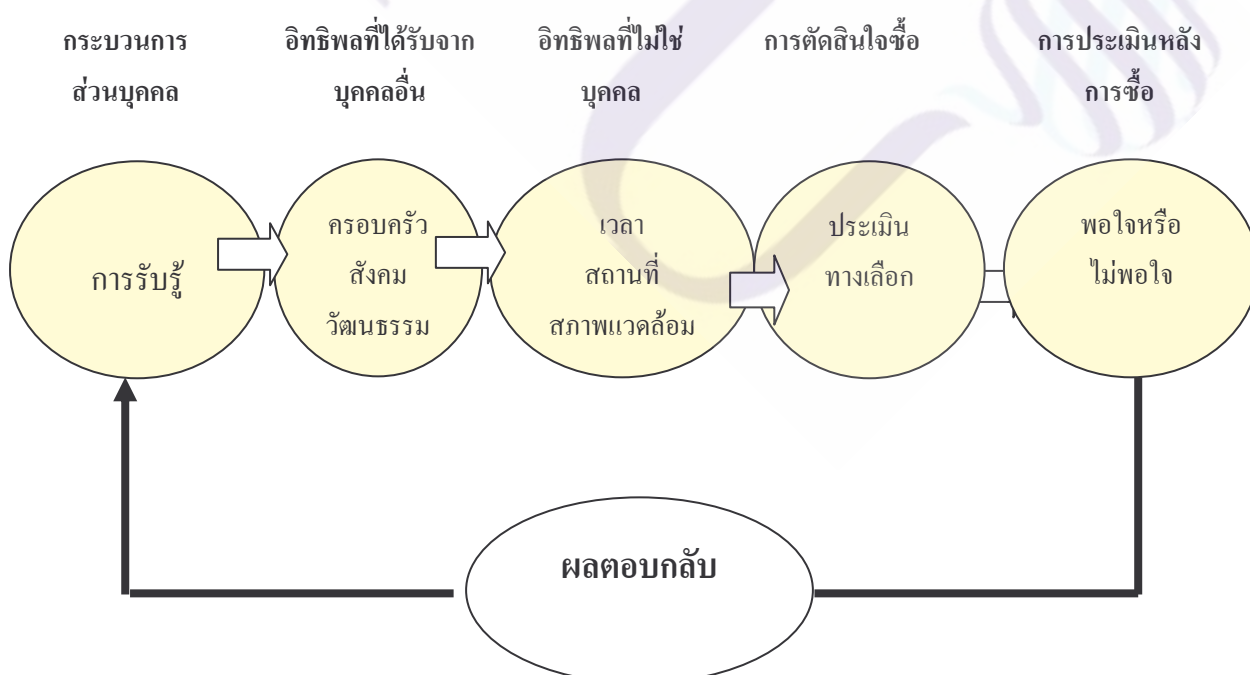 กระบวนการ
ส่วนบุคคล
อิทธิพลที่ได้รับจาก
บุคคลอื่น
อิทธิพลที่ไม่ใช่
บุคคล
การตัดสินใจซื้อ
การประเมินหลัง
การซื้อ
การรับรู้
ครอบครัว
สังคม
วัฒนธรรม
เวลา
สถานที่
สภาพแวดล้อม
ประเมิน
ทางเลือก
พอใจหรือ
ไม่พอใจ
ผลตอบกลับ